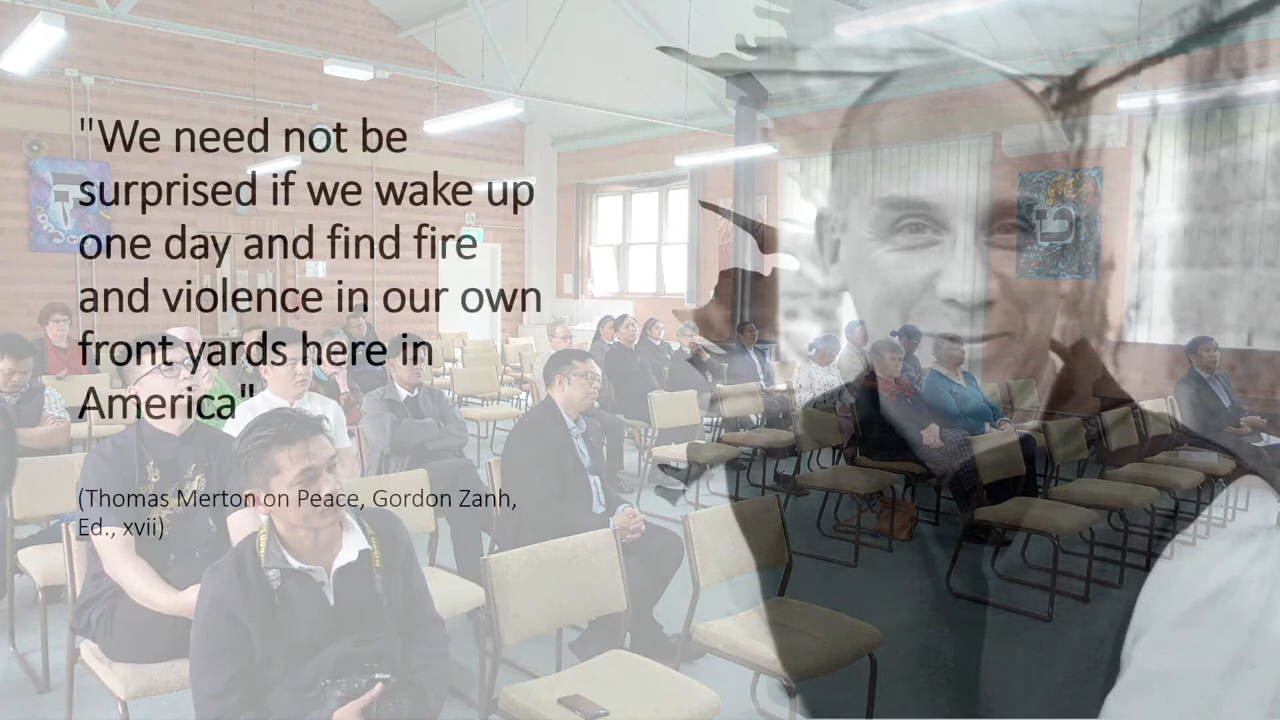 "We need not be
surprised if we wake up
one day and find fire
and violence in our own
front yards here in
America"
(Thomas Merton on Peace, Gordon Zanh,
Ed., xvii)